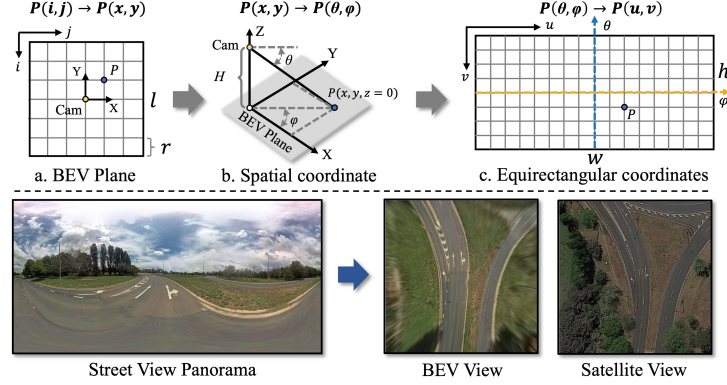 P(i, j) → P(x, y)
P(x, y) → P(θ, φ)
P(θ, φ) → P(u, v)
j
i
Y
P
Cam
X
l
r
a. BEV Plane
Z
Cam
θ
Y
H
P(x, y, z = 0)
φ
BEV Plane
X
b. Spatial coordinate
u
θ
v
h
φ
P
w
c. Equirectangular coordinates
Street View Panorama
BEV View
Satellite View